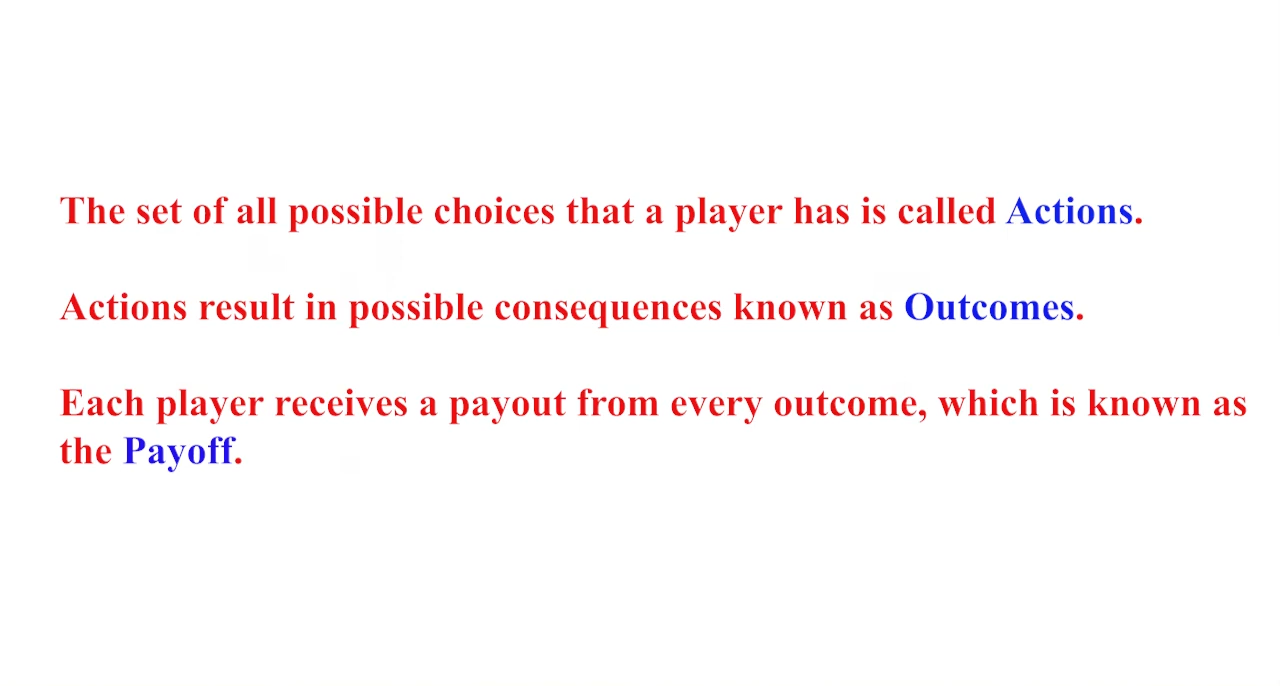 The set of all possible choices that a player has is called Actions.
Actions result in possible consequences known as Outcomes.
Each player receives a payout from every outcome, which is known as
the Payoff.